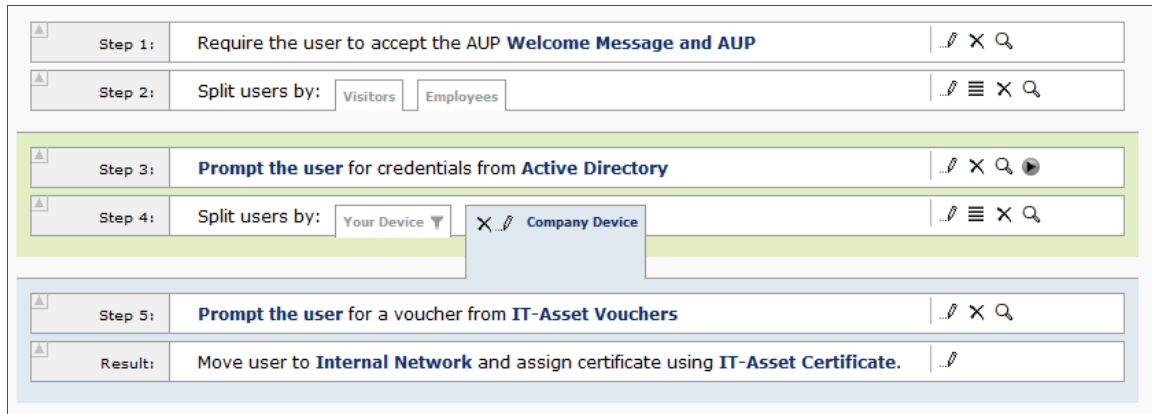 Step 1: Require the user to accept the AUP Welcome Message and AUP
Step 2: Split users by: Visitors Employees
Step 3: Prompt the user for credentials from Active Directory
Step 4: Split users by: Your Device Company Device
Step 5: Prompt the user for a voucher from IT-Asset Vouchers
Result: Move user to Internal Network and assign certificate using IT-Asset Certificate.